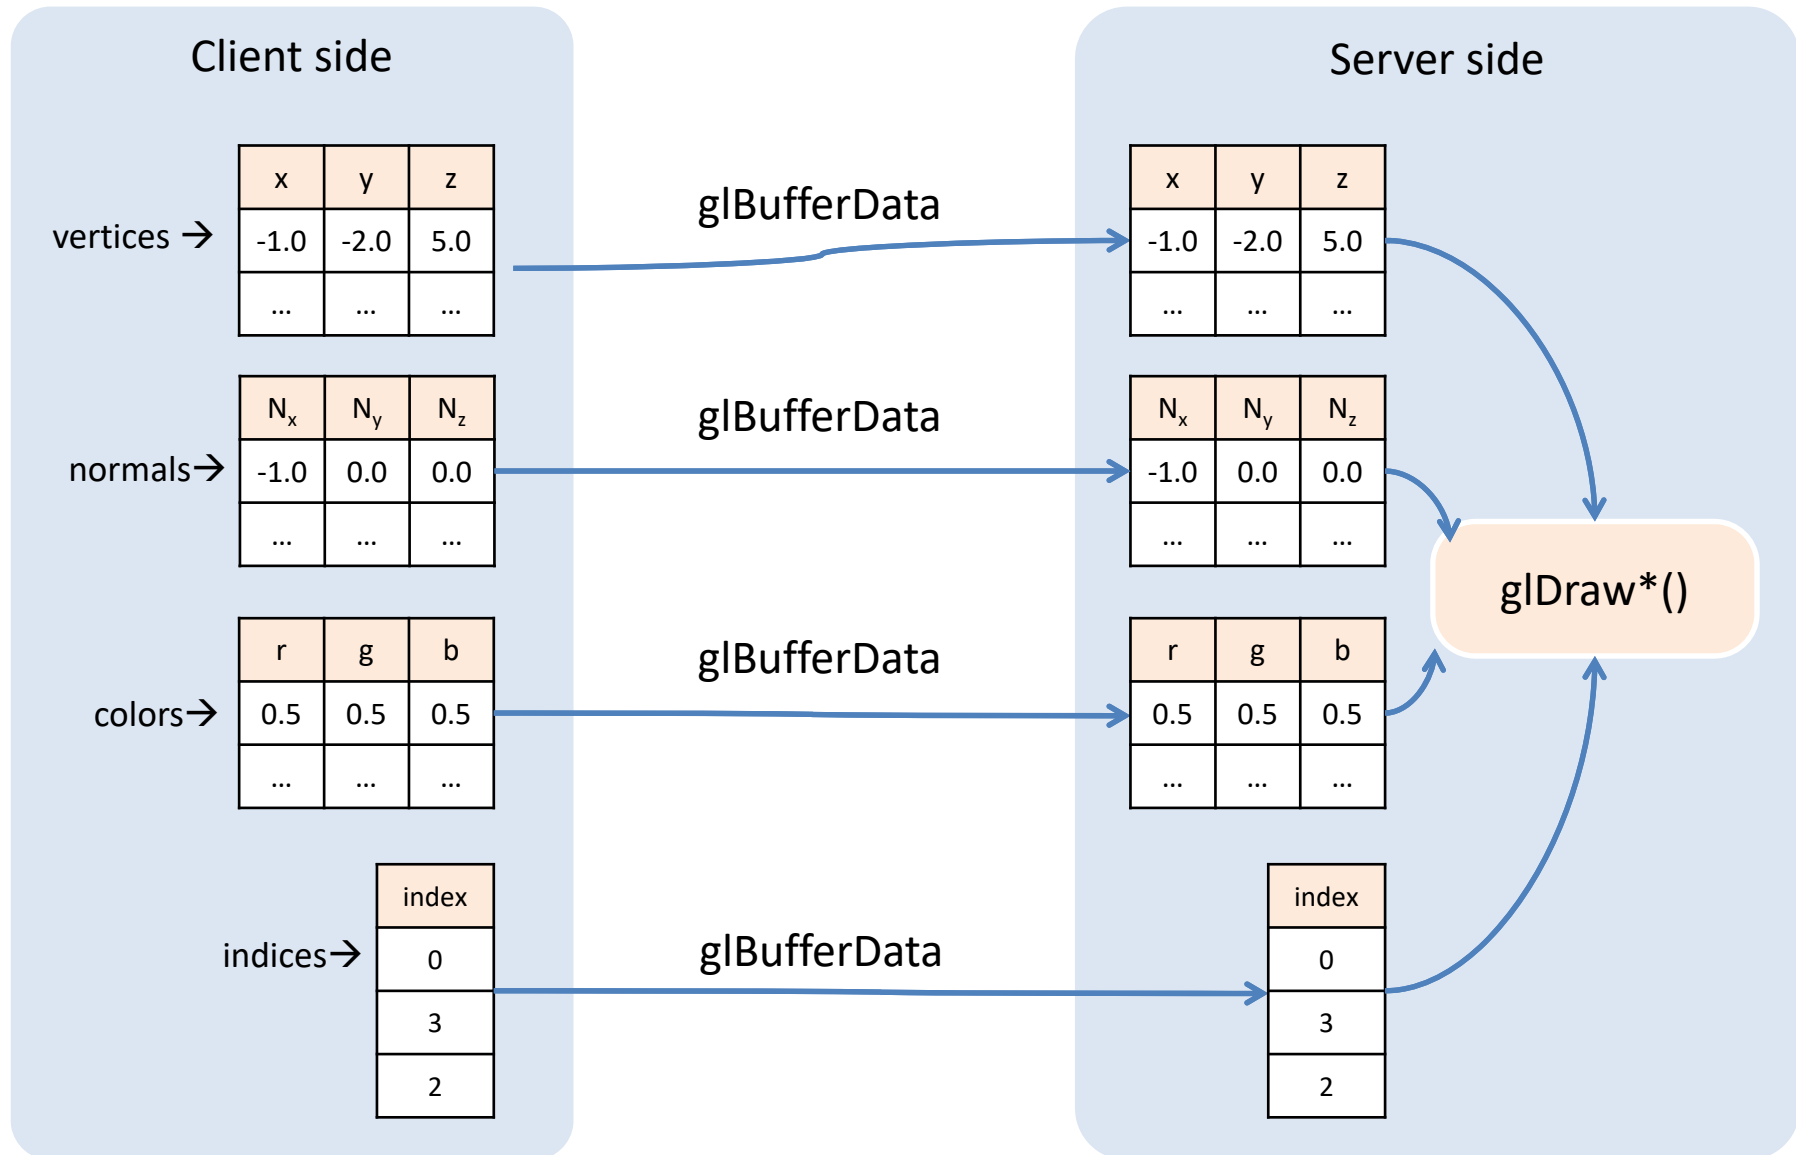 Client side
Server side
vertices →
x y z
-1.0 -2.0 5.0
... ... ...
glBufferData
x y z
-1.0 -2.0 5.0
... ... ...
normals→
Nx Ny Nz
-1.0 0.0 0.0
... ... ...
glBufferData
Nx Ny Nz
-1.0 0.0 0.0
... ... ...
glDraw*()
colors→
r g b
0.5 0.5 0.5
... ... ...
glBufferData
r g b
0.5 0.5 0.5
... ... ...
indices→
index
0
3
2
glBufferData
index
0
3
2